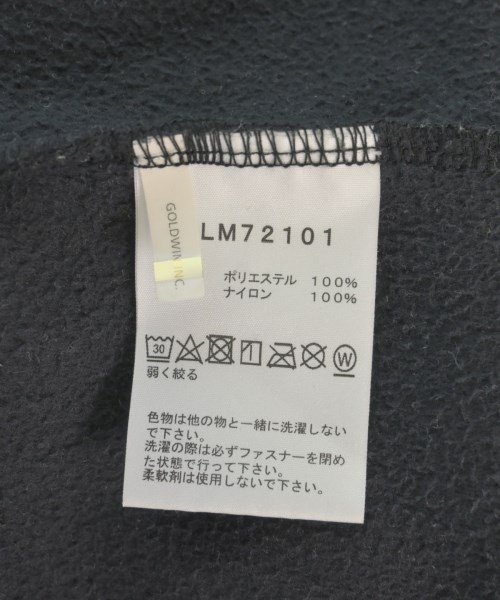 GOLDWIN INC.
LM72101
ポリエステル 100%
ナイロン 100%
30
W
弱く絞る
色物は他の物と一緒に洗濯しない
で下さい。
洗濯の際は必ずファスナーを閉め
た状態で行って下さい。
柔軟剤は使用しないで下さい。